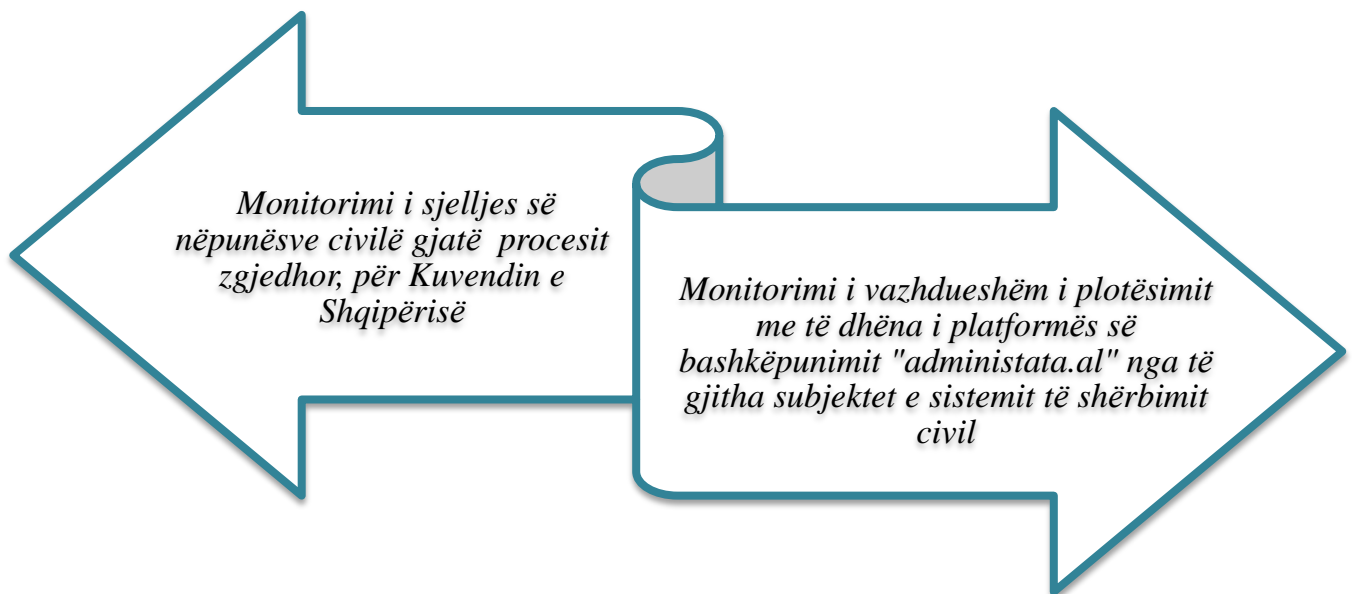 Monitorimi i sjelljes së
nëpunësve civilë gjatë procesit
zgjedhor, për Kuvendin e
Shqipërisë
Monitorimi i vazhdueshëm i plotësimit
me të dhëna i platformës së
bashkëpunimit "administata.al" nga të
gjitha subjektet e sistemit të shërbimit
civil